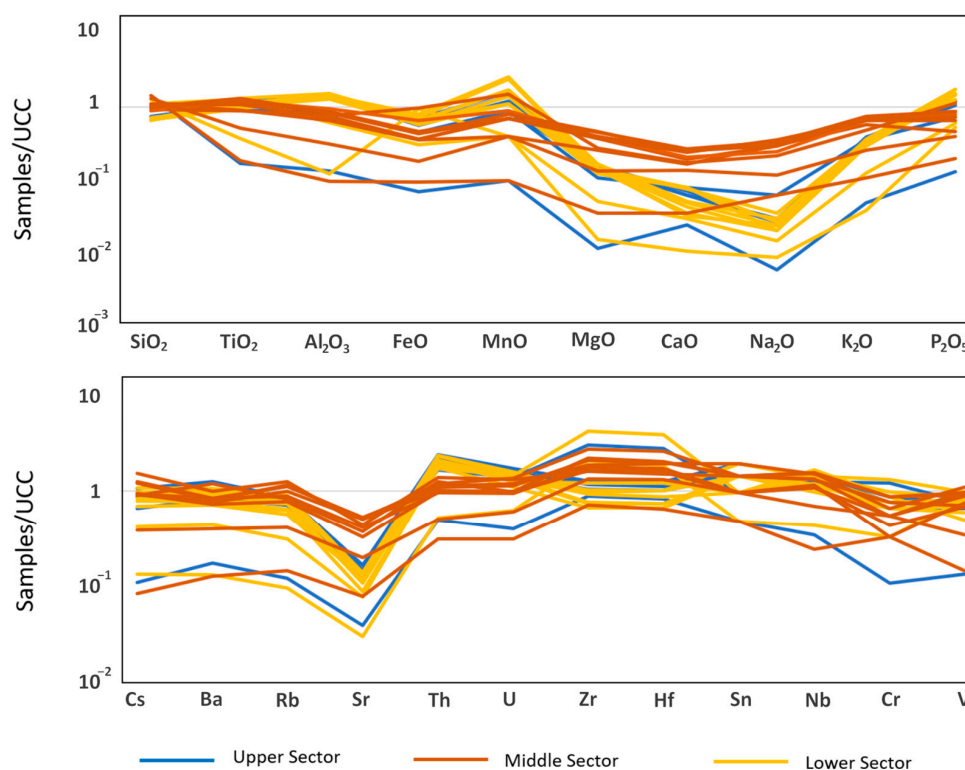 10
1
10⁻¹
10⁻²
10⁻³
Samples/UCC
SiO₂ TiO₂ Al₂O₃ FeO MnO MgO CaO Na₂O K₂O P₂O₅
10
1
10⁻¹
10⁻²
Samples/UCC
Cs Ba Rb Sr Th U Zr Hf Sn Nb Cr V
Upper Sector Middle Sector Lower Sector